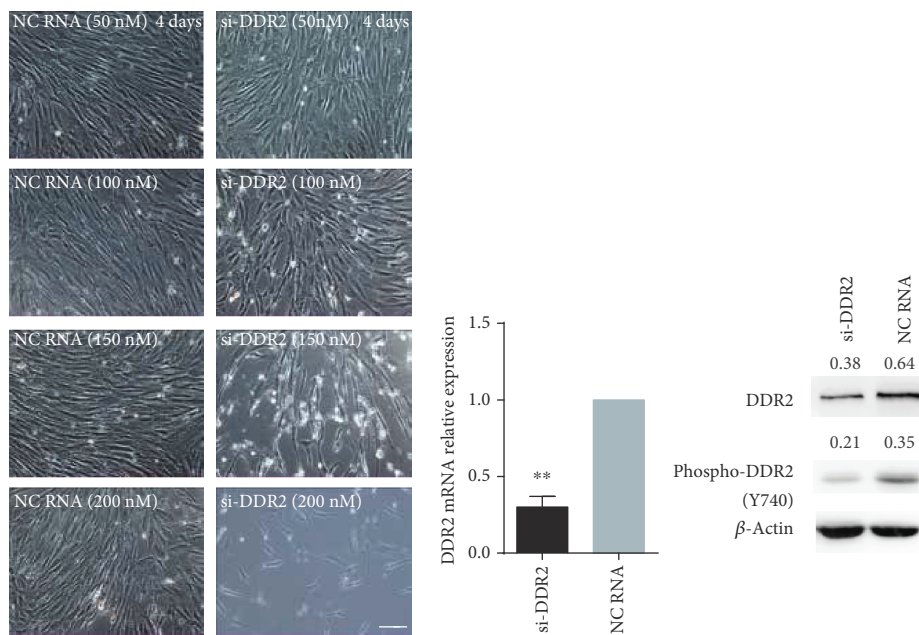 NC RNA (50 nM) 4 days
si-DDR2 (50nM) 4 days
NC RNA (100 nM)
si-DDR2 (100 nM)
NC RNA (150 nM)
si-DDR2 (150 nM)
NC RNA (200 nM)
si-DDR2 (200 nM)
DDR2 mRNA relative expression
1.5
1.0
0.5
0.0
**
si-DDR2
NC RNA
si-DDR2
NC RNA
0.38 0.64
DDR2
0.21 0.35
Phospho-DDR2
(Y740)
β-Actin